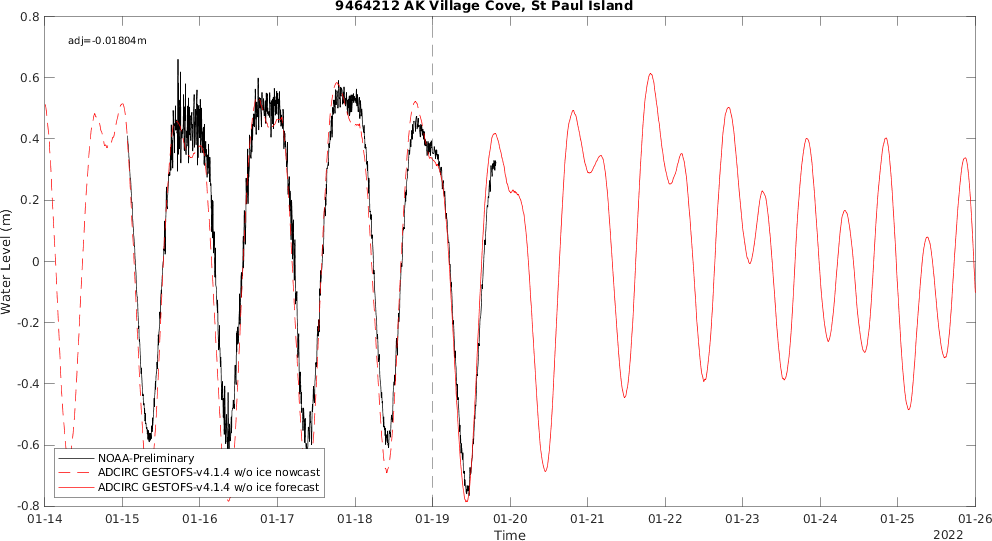 9464212 AK Village Cove, St Paul Island
adj=-0.01804m
0.8
0.6
0.4
0.2
0
-0.2
-0.4
-0.6
-0.8
Water Level (m)
NOAA-Preliminary
ADCIRC GESTOFS-v4.1.4 w/o ice nowcast
ADCIRC GESTOFS-v4.1.4 w/o ice forecast
01-14 01-15 01-16 01-17 01-18 01-19 01-20 01-21 01-22 01-23 01-24 01-25 01-26
Time
2022